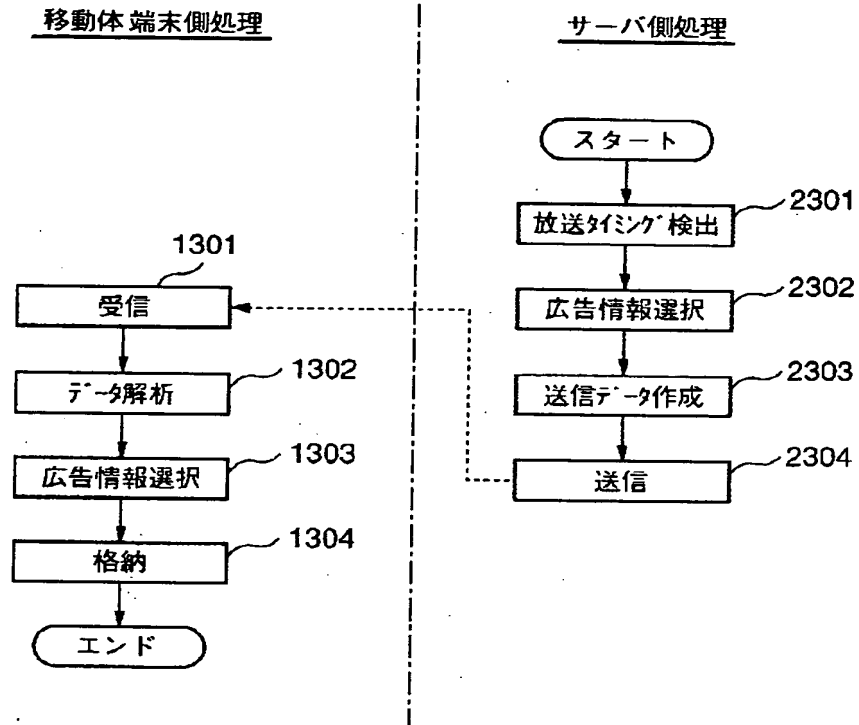 移動体端末側処理
サーバ側処理
スタート
2301
放送ﾀｲﾐﾝｸﾞ検出
2302
広告情報選択
2303
送信ﾃﾞｰﾀ作成
2304
送信
1301
受信
1302
ﾃﾞｰﾀ解析
1303
広告情報選択
1304
格納
エンド